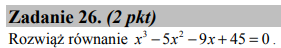 Zadanie 26. (2 pkt)
Rozwiąż równanie x³ − 5x² − 9x + 45 = 0 .